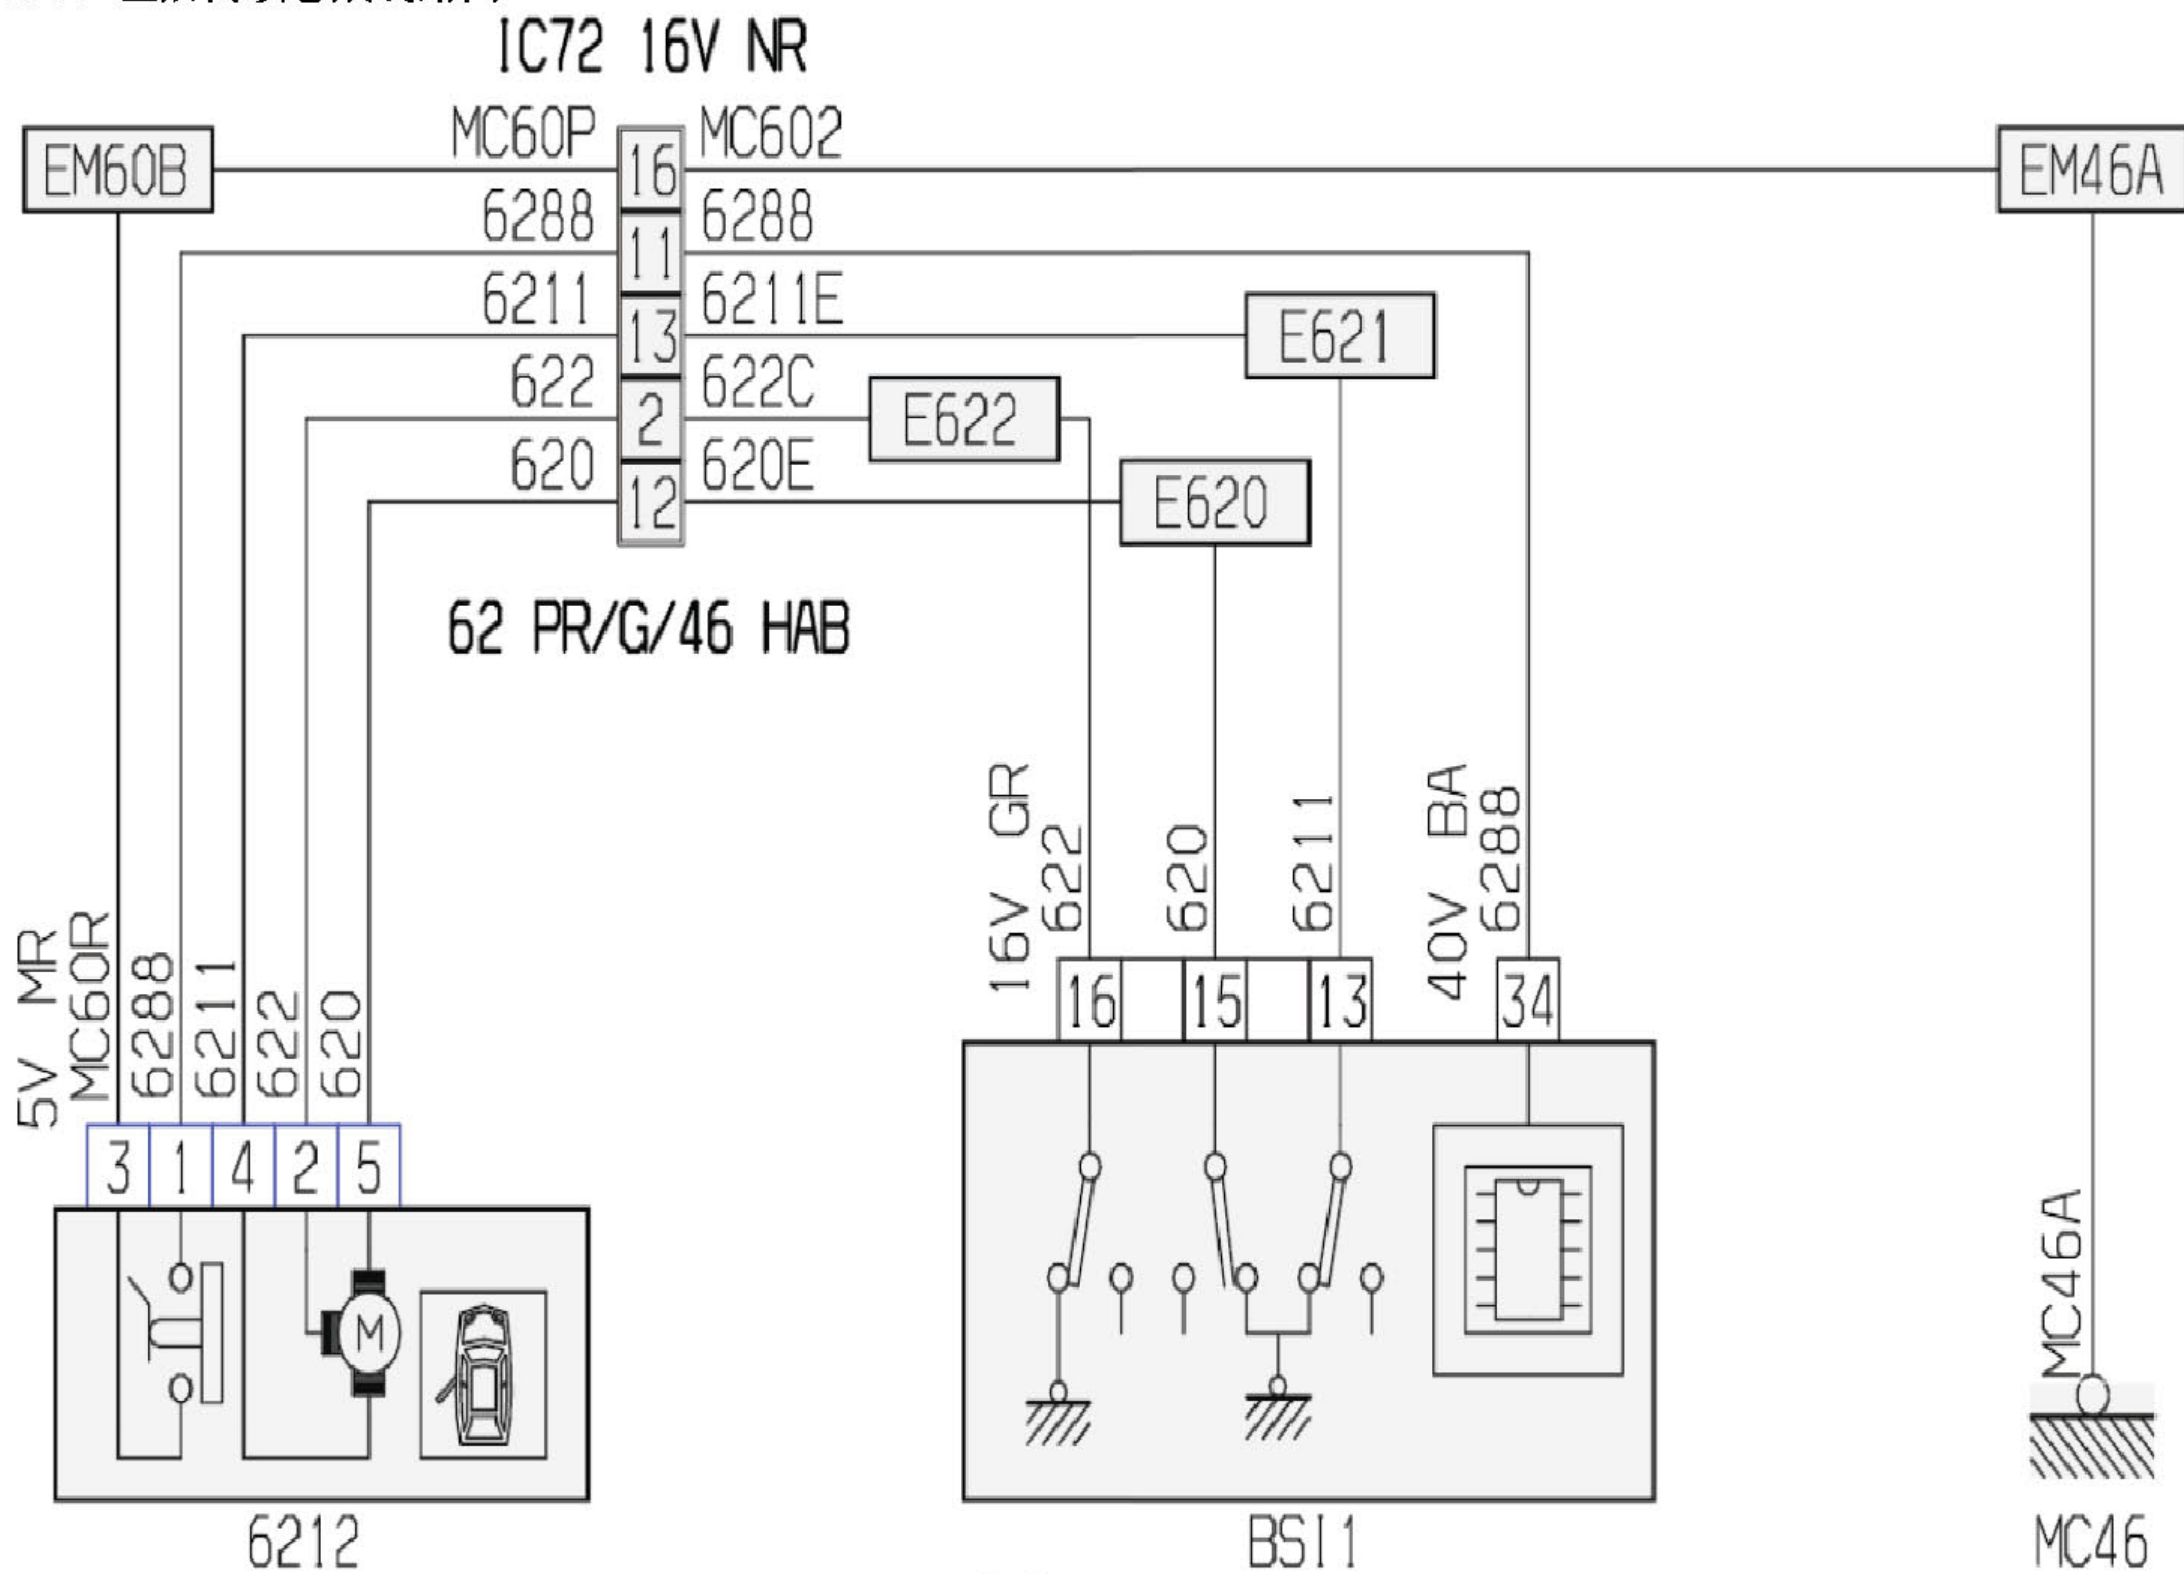 IC72 16V NR
MC60P 16 MC602
EM60B
EM46A
6288 11 6288
6211 13 6211E
E621
622 2 622C
E622
620 12 620E
E620
62 PR/G/46 HAB
16V GR
622
620
6211
40V BA
6288
5V MR
MC60R
6288
6211
622
620
16 15 13 34
3 1 4 2 5
M
MC46A
6212
BSI1
MC46